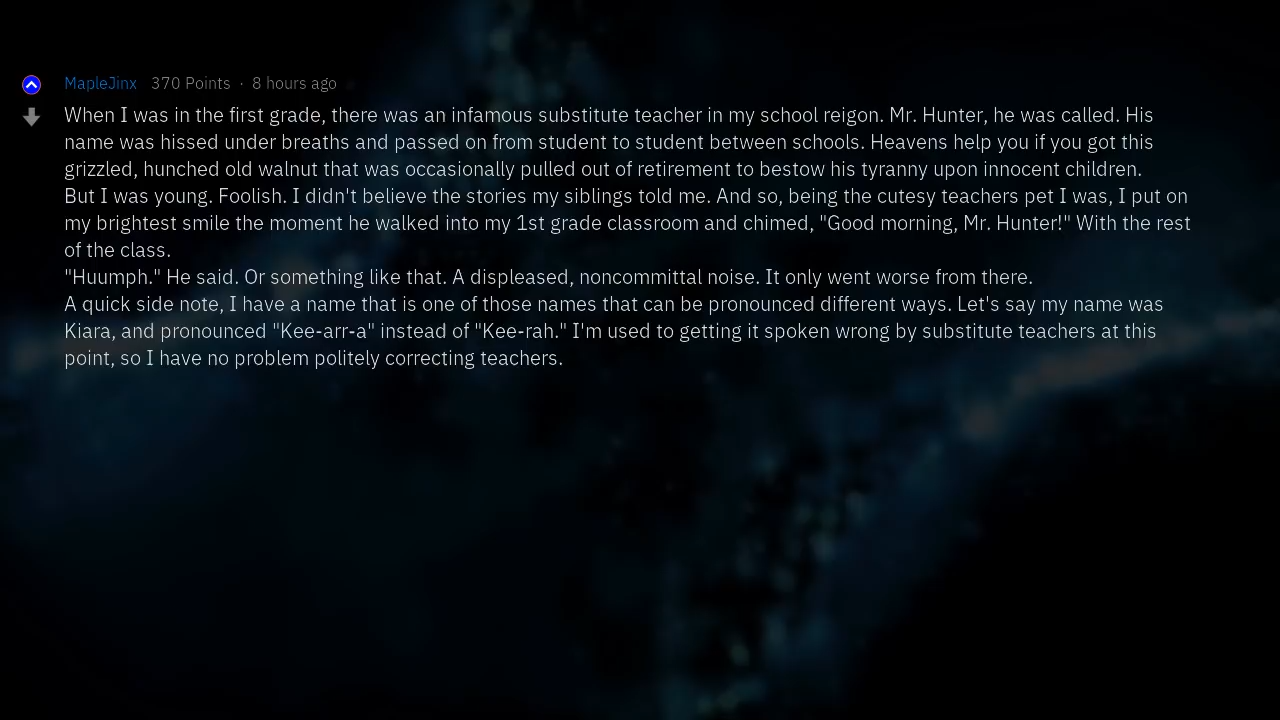 MapleJinx 370 Points · 8 hours ago
When I was in the first grade, there was an infamous substitute teacher in my school reigon. Mr. Hunter, he was called. His
name was hissed under breaths and passed on from student to student between schools. Heavens help you if you got this
grizzled, hunched old walnut that was occasionally pulled out of retirement to bestow his tyranny upon innocent children.
But I was young. Foolish. I didn't believe the stories my siblings told me. And so, being the cutesy teachers pet I was, I put on
my brightest smile the moment he walked into my 1st grade classroom and chimed, "Good morning, Mr. Hunter!" With the rest
of the class.
"Huumph." He said. Or something like that. A displeased, noncommittal noise. It only went worse from there.
A quick side note, I have a name that is one of those names that can be pronounced different ways. Let's say my name was
Kiara, and pronounced "Kee-arr-a" instead of "Kee-rah." I'm used to getting it spoken wrong by substitute teachers at this
point, so I have no problem politely correcting teachers.